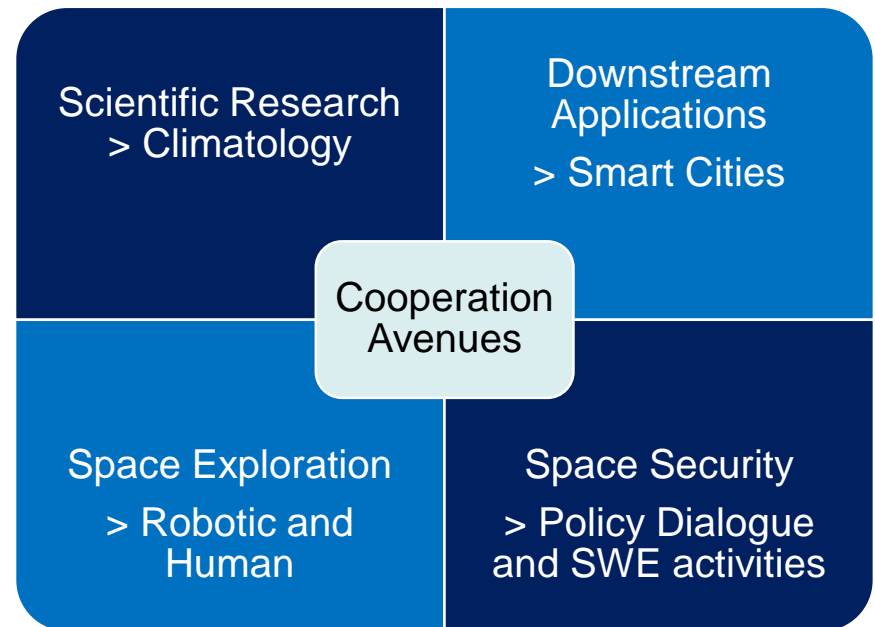 Scientific Research
> Climatology
Downstream
Applications
> Smart Cities
Cooperation
Avenues
Space Exploration
> Robotic and
Human
Space Security
> Policy Dialogue
and SWE activities